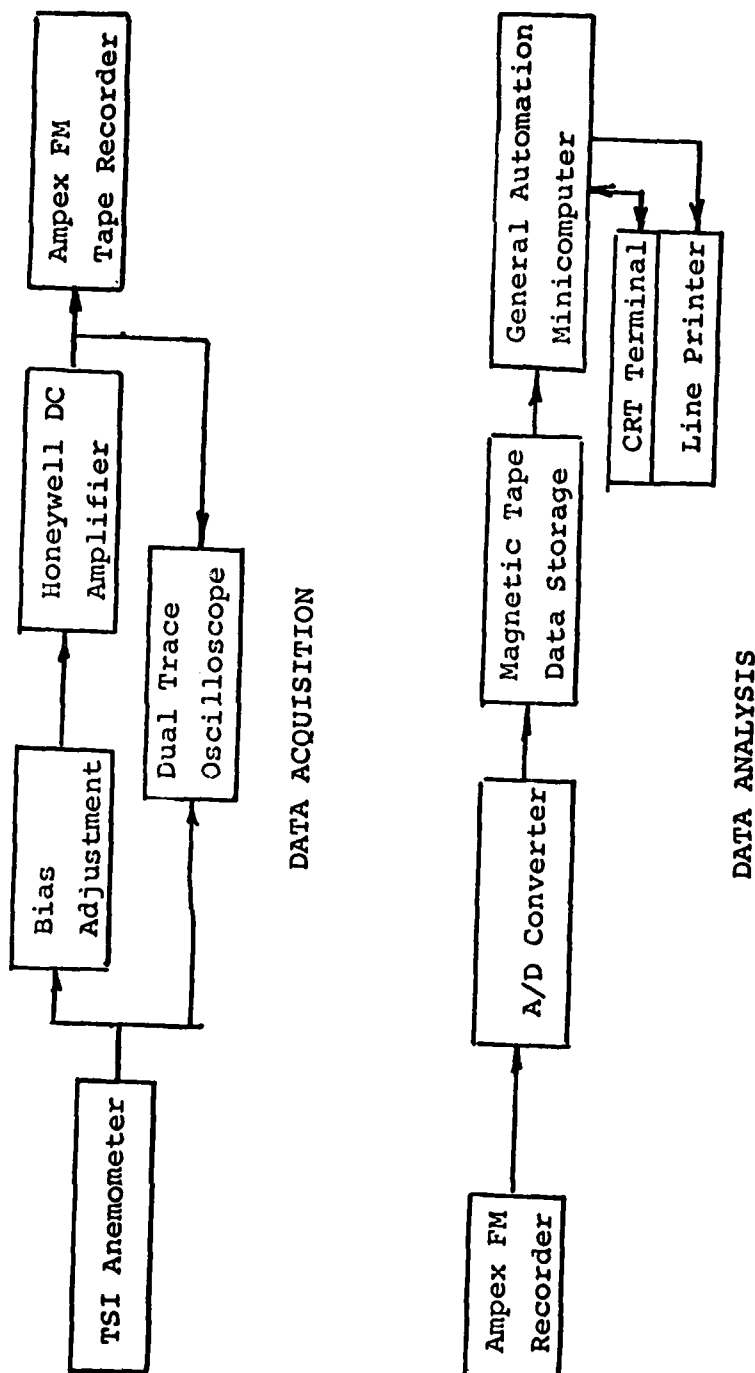 TSI Anemometer
Bias
Adjustment
Honeywell DC
Amplifier
Ampex FM
Tape Recorder
Dual Trace
Oscilloscope
DATA ACQUISITION
Ampex FM
Recorder
A/D Converter
Magnetic Tape
Data Storage
General Automation
Minicomputer
CRT Terminal
Line Printer
DATA ANALYSIS